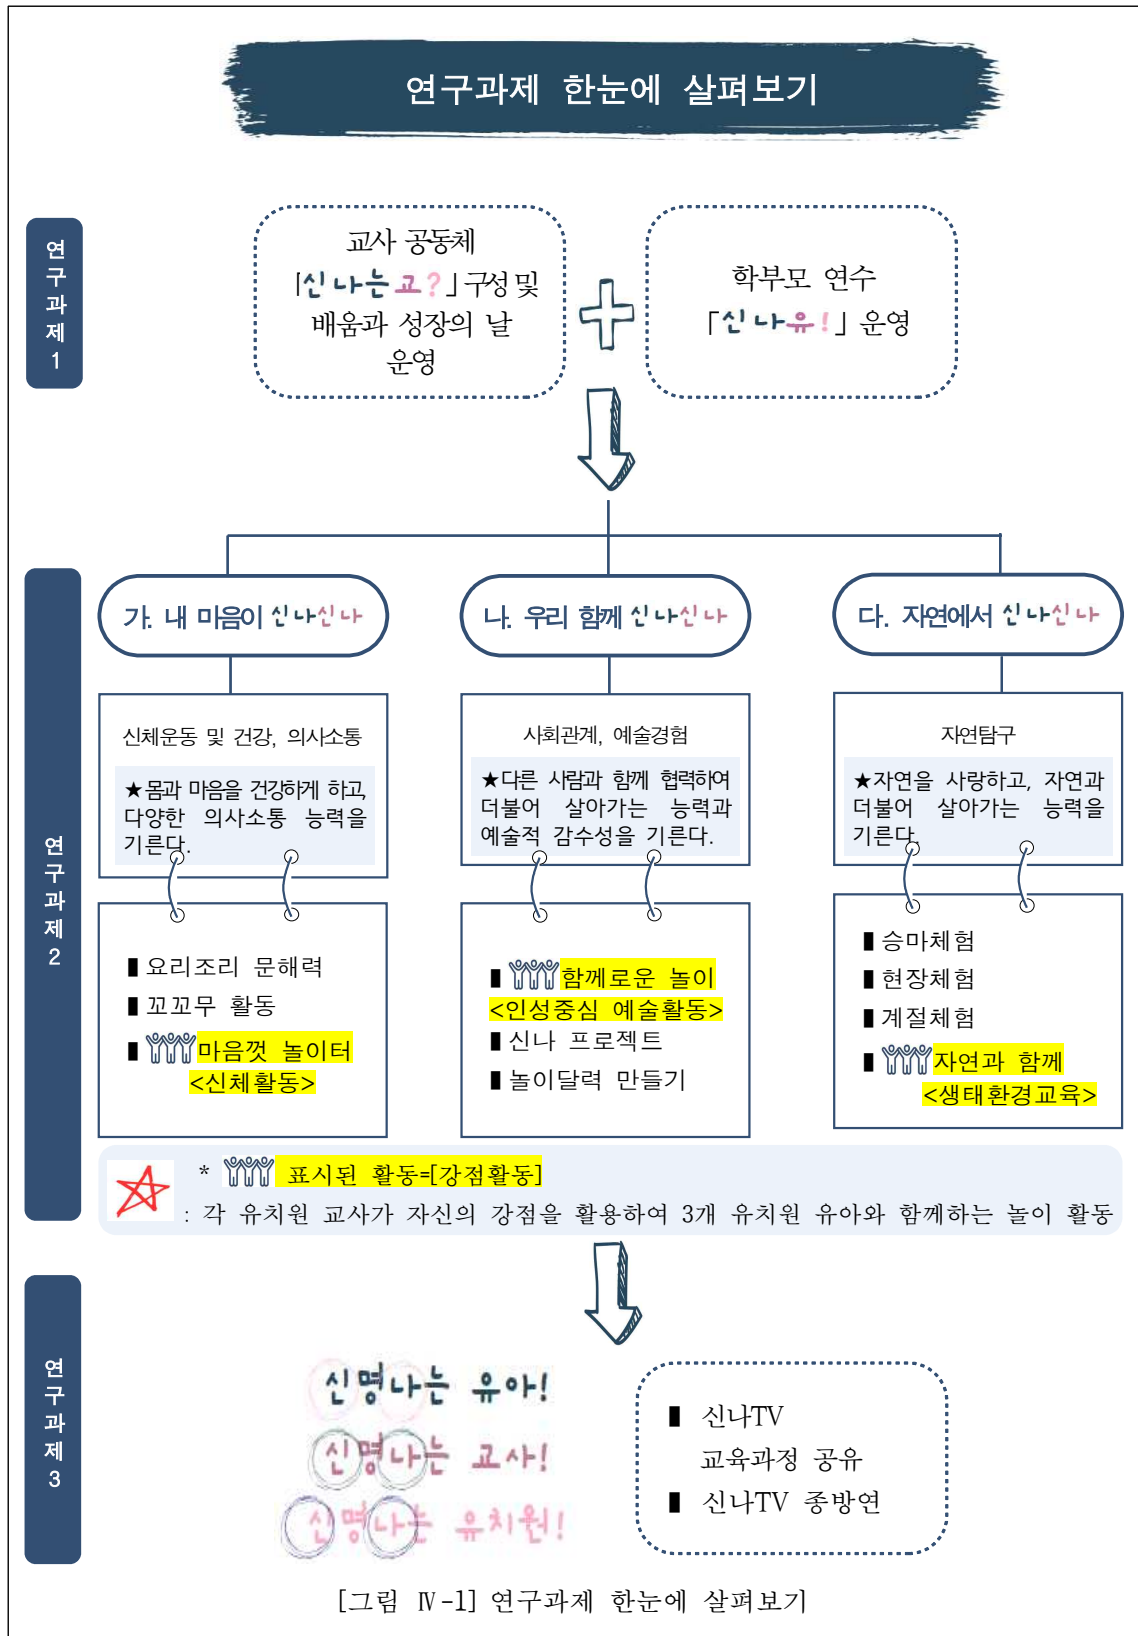 연구과제 한눈에 살펴보기
연구과제1
교사 공동체
「신나는교?」구성 및
배움과 성장의 날
운영
학부모 연수
「신나유!」 운영
연구과제2
가. 내 마음이 신나신나
신체운동 및 건강, 의사소통
★몸과 마음을 건강하게 하고,
다양한 의사소통 능력을
기른다.
■ 요리조리 문해력
■ 꼬꼬무 활동
■ 마음껏 놀이터
<신체활동>
나. 우리 함께 신나신나
사회관계, 예술경험
★다른 사람과 함께 협력하여
더불어 살아가는 능력과
예술적 감수성을 기른다.
■ 함께로운 놀이
<인성중심 예술활동>
■ 신나 프로젝트
■ 놀이달력 만들기
다. 자연에서 신나신나
자연탐구
★자연을 사랑하고, 자연과
더불어 살아가는 능력을
기른다.
■ 승마체험
■ 현장체험
■ 계절체험
■ 자연과 함께
<생태환경교육>
* 표시된 활동=[강점활동]
: 각 유치원 교사가 자신의 강점을 활용하여 3개 유치원 유아와 함께하는 놀이 활동
연구과제3
신명나는 유아!
신명나는 교사!
신명나는 유치원!
■ 신나TV
교육과정 공유
■ 신나TV 종방연
[그림 Ⅳ-1] 연구과제 한눈에 살펴보기